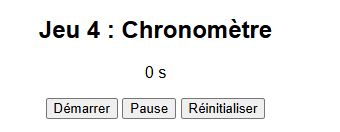 Jeu 4 : Chronomètre
0 s
Démarrer Pause Réinitialiser